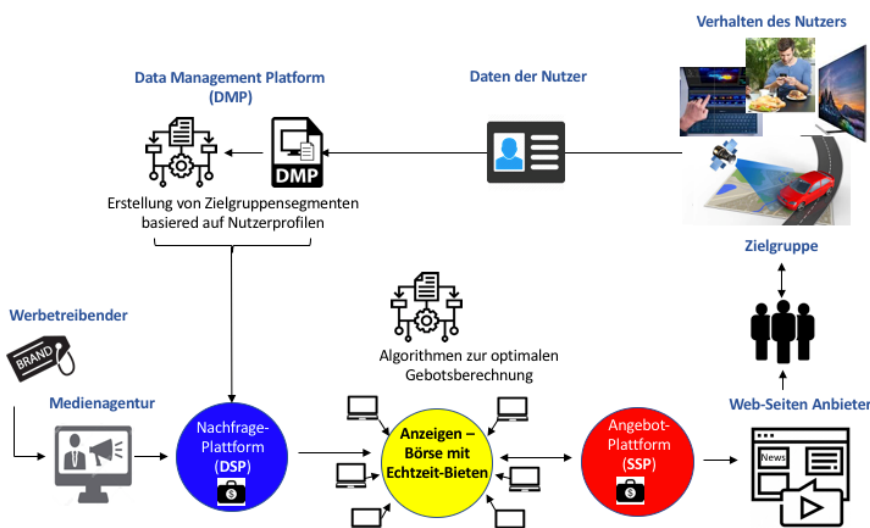 Verhalten des Nutzers
Data Management Platform
(DMP)
Daten der Nutzer
DMP
Erstellung von Zielgruppensegmenten
basiered auf Nutzerprofilen
Zielgruppe
Werbetreibender
BRAND
Algorithmen zur optimalen
Gebotsberechnung
Medienagentur
Web-Seiten Anbieter
Nachfrage-
Plattform
(DSP)
$
Anzeigen –
Börse mit
Echtzeit-Bieten
Angebot-
Plattform
(SSP)
$
News